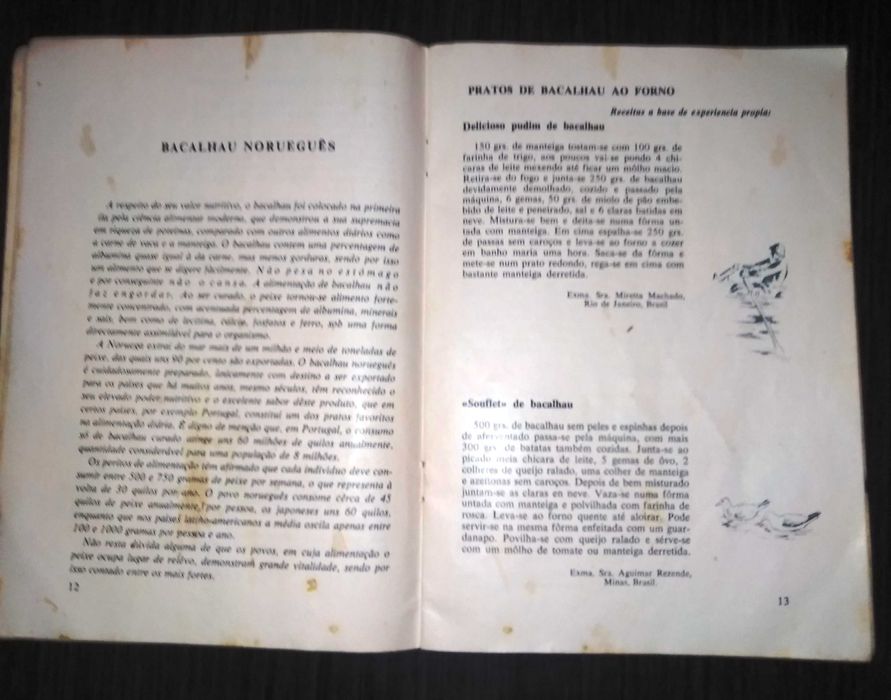 BACALHAU NORUEGUÊS
A respeito do seu valor nutritivo, o bacalhau foi colocado na primeira
fila pela ciência alimentar moderna, que demonstrou a sua supremacia
em riqueza de proteínas, comparado com outros alimentos diários como
a carne de vaca e a manteiga. O bacalhau contem uma percentagem de
albumina quase igual à da carne, mas menos gorduras, sendo por isso
um alimento que se digere fàcilmente. Não pesa no estômago
e por conseguinte não o cansa. A alimentação de bacalhau não
faz engordar. Ao ser curado, o peixe tornou-se alimento forte-
mente concentrado, com acentuada percentagem de albumina, minerais
e sais, bem como de lecitina, cálcio, fosfatos e ferro, sob uma forma
directamente assimilável para o organismo.
A Noruega extrai do mar mais de um milhão e meio de toneladas de
peixe, das quais uns 90 por cento são exportadas. O bacalhau norueguês
é cuidadosamente preparado, ùnicamente com destino a ser exportado
para os países que há muitos anos, mesmo séculos, têm reconhecido o
seu elevado poder nutritivo e o excelente sabor dêste produto, que em
certos países, por exemplo Portugal, constitui um dos pratos favoritos
na alimentação diária. É digno de menção que, em Portugal, o consumo
só de bacalhau curado atinge uns 60 milhões de quilos anualmente,
quantidade considerável para uma população de 8 milhões.
Os peritos de alimentação têm afirmado que cada indivíduo deve con-
sumir entre 500 e 750 gramas de peixe por semana, o que representa à
volta de 30 quilos por ano. O povo norueguês consome cêrca de 45
quilos de peixe anualmente, por pessoa, os japoneses uns 60 quilos,
enquanto que nos países latino-americanos a média oscila apenas entre
100 e 1000 gramas por pessoa e ano.
Não resta dúvida alguma de que os povos, em cuja alimentação o
peixe ocupa lugar de relêvo, demonstram grande vitalidade, sendo por
isso contado entre os mais fortes.
12
PRATOS DE BACALHAU AO FORNO
Receitas a base de experiencia propia:
Delicioso pudim de bacalhau
150 grs. de manteiga tostam-se com 100 grs. de
farinha de trigo, aos poucos vai-se pondo 4 chí-
caras de leite mexendo até ficar um môlho macio.
Retira-se do fogo e junta-se 250 grs. de bacalhau
devidamente demolhado, cozido e passado pela
máquina, 6 gemas, 50 grs. de miolo de pão embe-
bido de leite e peneirado, sal e 6 claras batidas em
neve. Mistura-se bem e deita-se numa fôrma un-
tada com manteiga. Em cima espalha-se 250 grs.
de passas sem caroços e leva-se ao forno a cozer
em banho maria uma hora. Saca-se da fôrma e
mete-se num prato redondo, rega-se em cima com
bastante manteiga derretida.
Exma. Sra. Miretta Machado,
Rio de Janeiro, Brasil
«Souflet» de bacalhau
500 grs. de bacalhau sem peles e espinhas depois
de aferventado passa-se pela máquina, com mais
300 grs. de batatas também cozidas. Junta-se ao
picado meia chicara de leite, 5 gemas de ôvo, 2
colheres de queijo ralado, uma colher de manteiga
e azeitonas sem caroços. Depois de bem misturado
juntam-se as claras en neve. Vaza-se numa fôrma
untada com manteiga e polvilhada com farinha de
rosca. Leva-se ao forno quente até aloirar. Pode
servir-se na mesma fôrma enfeitada com um guar-
danapo. Povilha-se com queijo ralado e sérve-se
com um môlho de tomate ou manteiga derretida.
Exma. Sra. Aguimar Rezende,
Minas, Brasil.
13